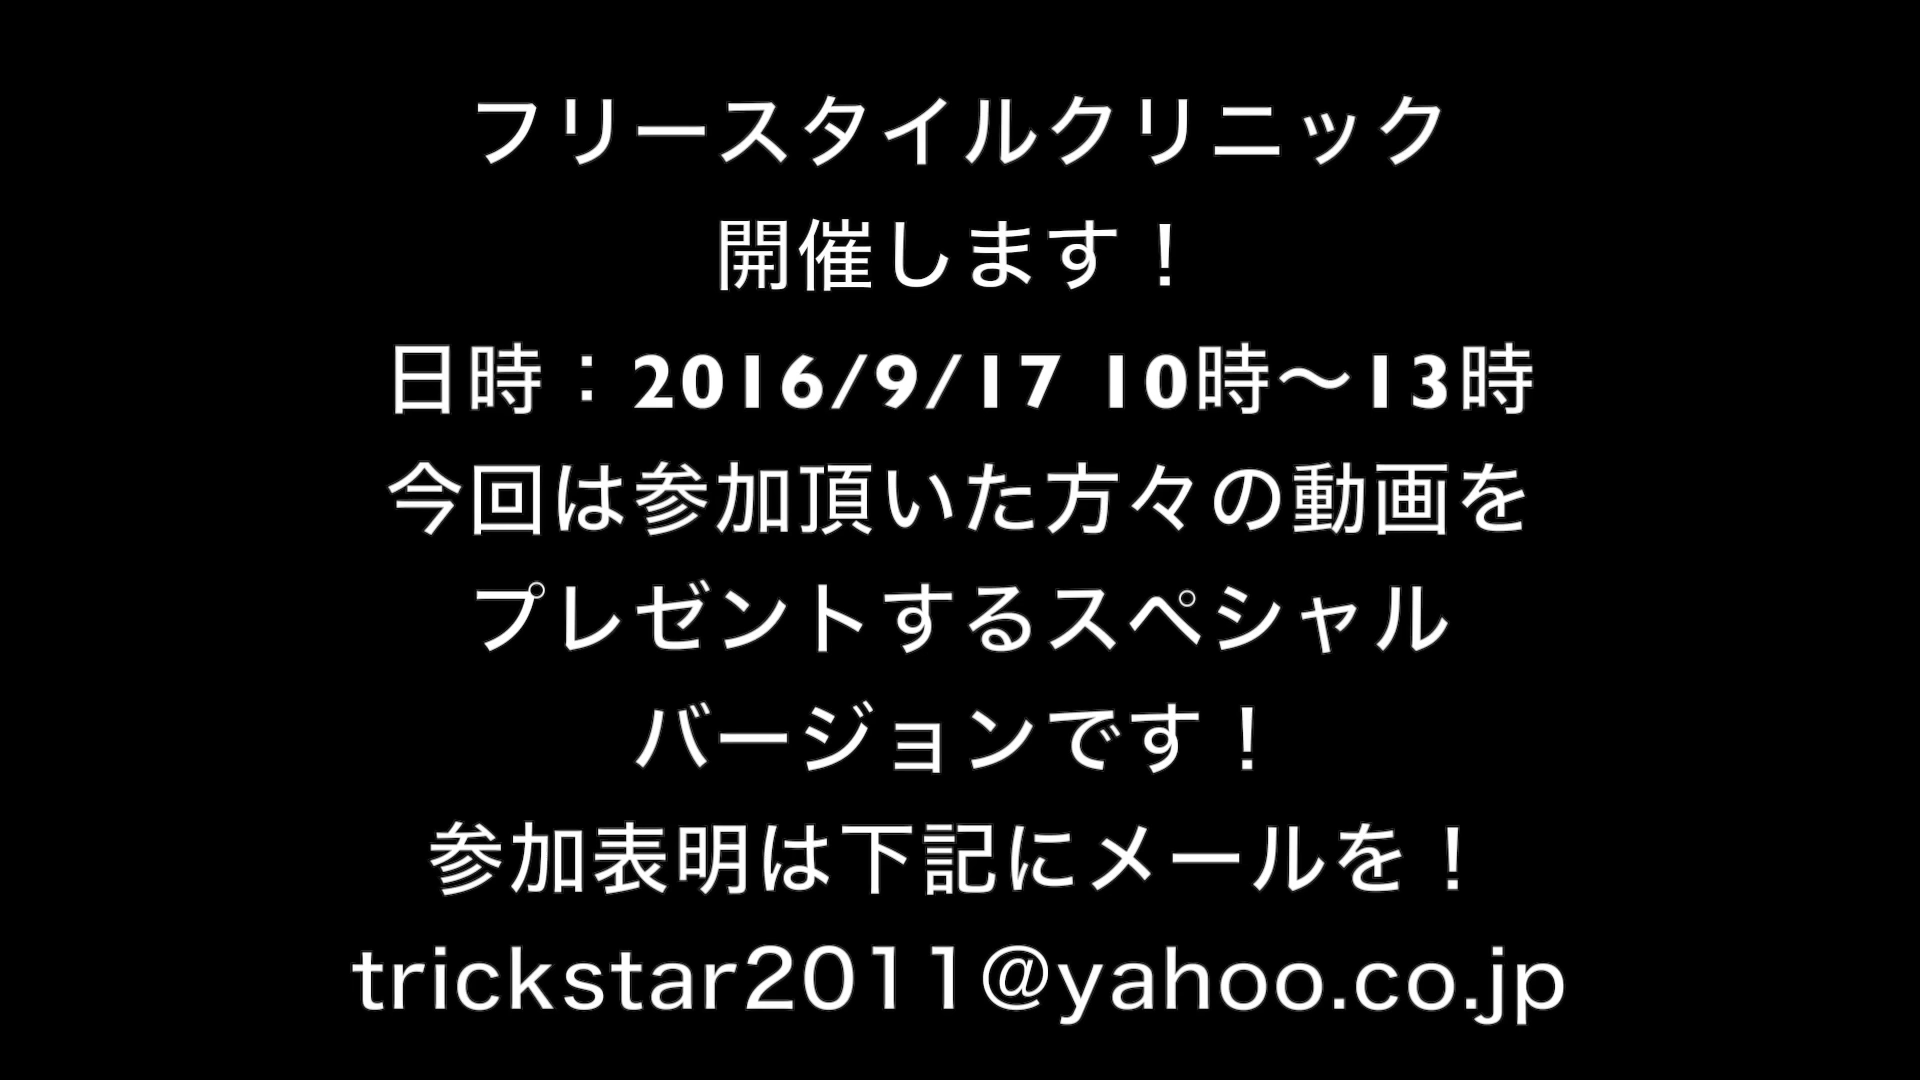 フリースタイルクリニック
開催します！
日時：2016/9/17 10時〜13時
今回は参加頂いた方々の動画を
プレゼントするスペシャル
バージョンです！
参加表明は下記にメールを！
trickstar2011@yahoo.co.jp